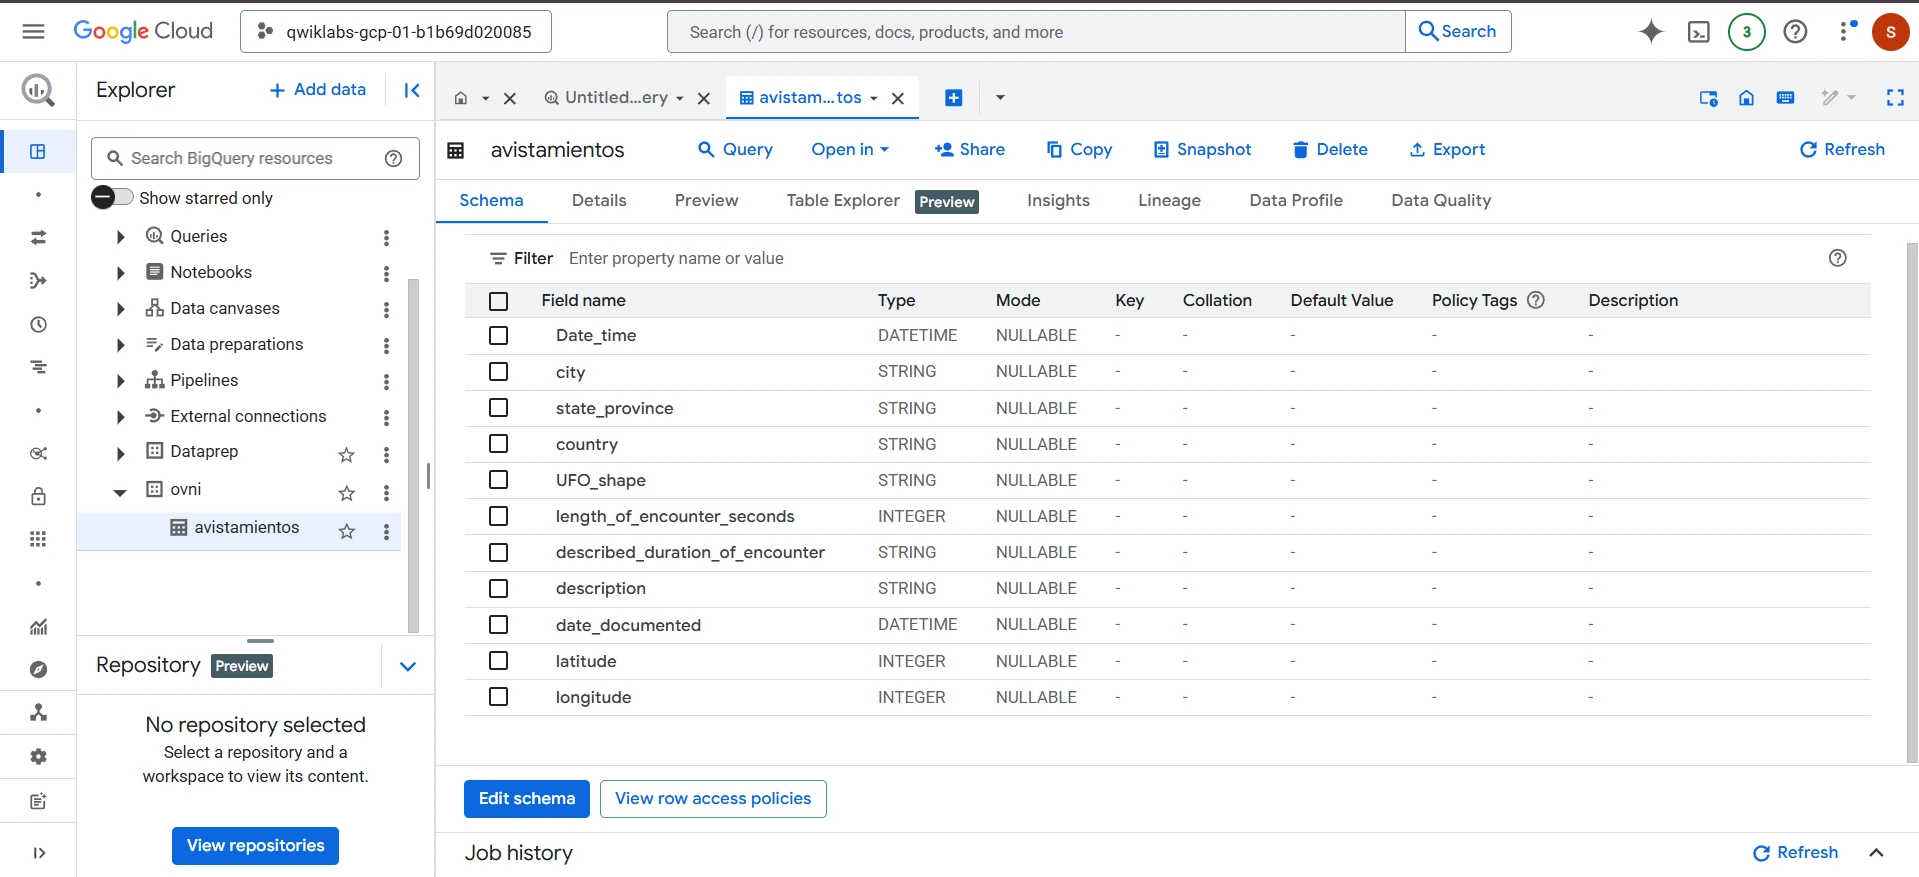 Google Cloud
qwiklabs-gcp-01-b1b69d020085
Search (/) for resources, docs, products, and more
Search
3
S
Explorer
+ Add data
Untitled...ery
avistam...tos
Search BigQuery resources
Show starred only
Queries
Notebooks
Data canvases
Data preparations
Pipelines
External connections
Dataprep
ovni
avistamientos
Repository Preview
No repository selected
Select a repository and a
workspace to view its content.
View repositories
avistamientos
Query
Open in
Share
Copy
Snapshot
Delete
Export
Refresh
Schema Details Preview Table Explorer Preview Insights Lineage Data Profile Data Quality
Filter Enter property name or value
Field name Type Mode Key Collation Default Value Policy Tags Description
Date_time DATETIME NULLABLE - - - - -
city STRING NULLABLE - - - - -
state_province STRING NULLABLE - - - - -
country STRING NULLABLE - - - - -
UFO_shape STRING NULLABLE - - - - -
length_of_encounter_seconds INTEGER NULLABLE - - - - -
described_duration_of_encounter STRING NULLABLE - - - - -
description STRING NULLABLE - - - - -
date_documented DATETIME NULLABLE - - - - -
latitude INTEGER NULLABLE - - - - -
longitude INTEGER NULLABLE - - - - -
Edit schema View row access policies
Job history Refresh